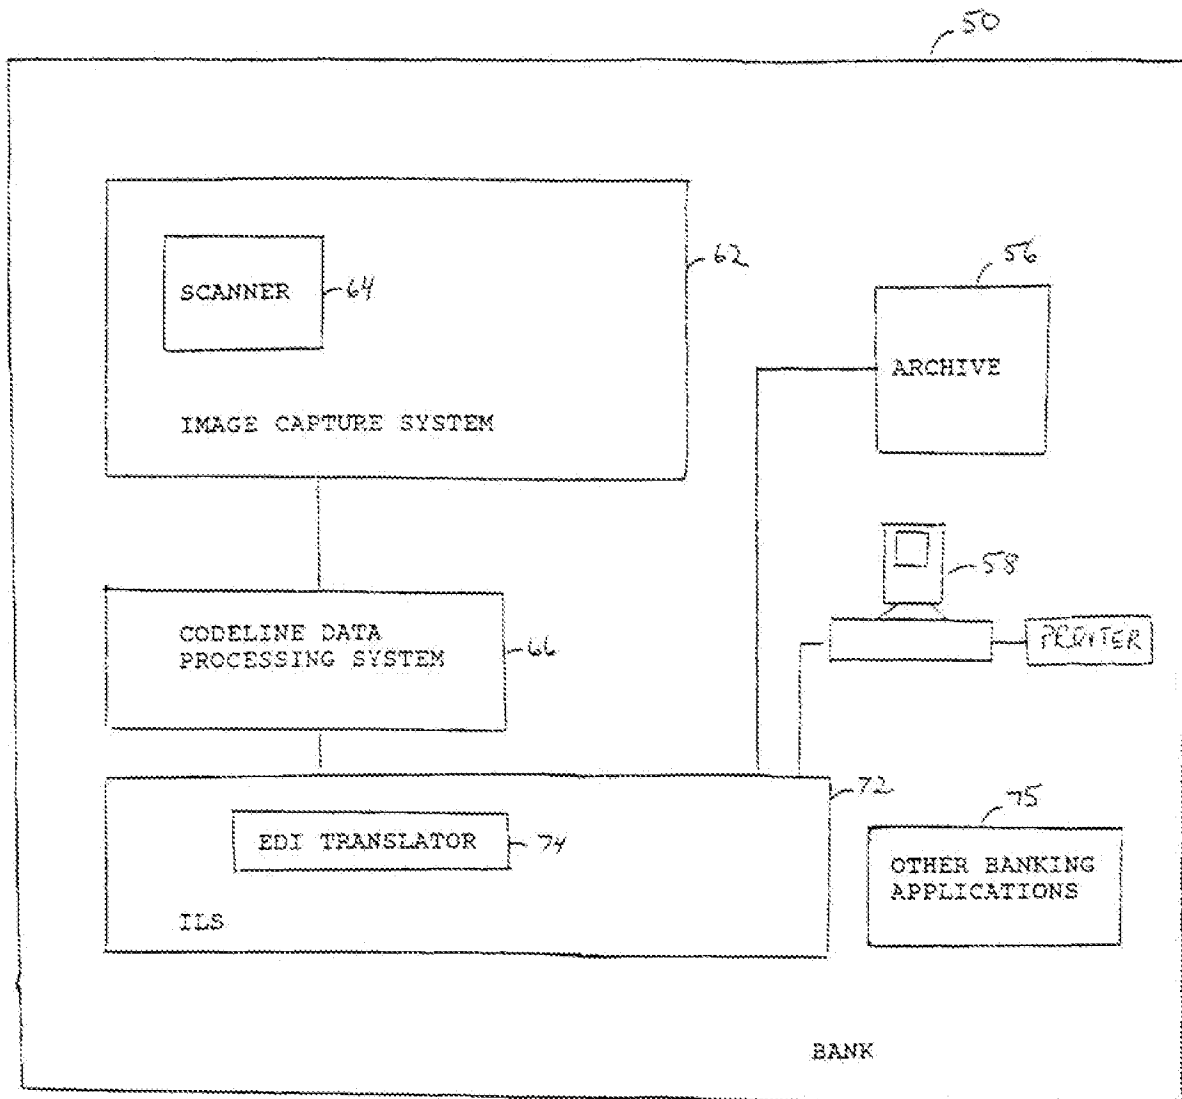 50
SCANNER
64
62
IMAGE CAPTURE SYSTEM
56
ARCHIVE
58
PRINTER
CODELINE DATA
PROCESSING SYSTEM
66
72
EDI TRANSLATOR
74
ILS
75
OTHER BANKING
APPLICATIONS
BANK